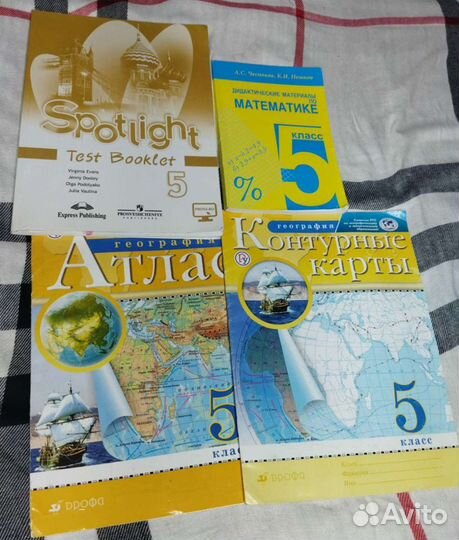 Spotlight
Test Booklet
5
Virginia Evans
Jenny Dooley
Olga Podolyako
Julia Vaulina
Express Publishing
ПРОСВЕЩЕНИЕ
А.С. Чесноков, К.И. Нешков
ДИДАКТИЧЕСКИЕ МАТЕРИАЛЫ
ПО
МАТЕМАТИКЕ
КЛАСС
5
%
география
Атлас
5
класс
ДРОФА
география
Контурные
карты
5
класс
ДРОФА
Avito